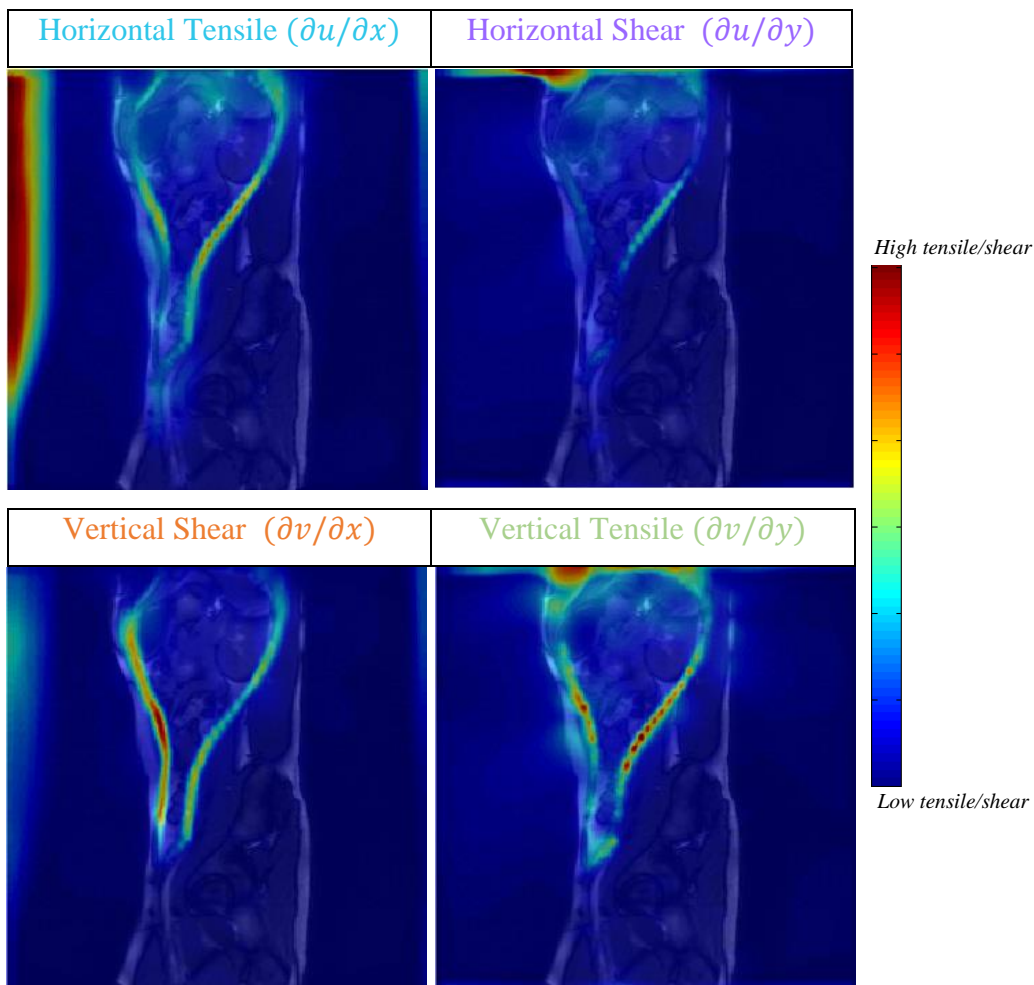 Horizontal Tensile (∂u/∂x)
Horizontal Shear (∂u/∂y)
High tensile/shear
Vertical Shear (∂v/∂x)
Vertical Tensile (∂v/∂y)
Low tensile/shear